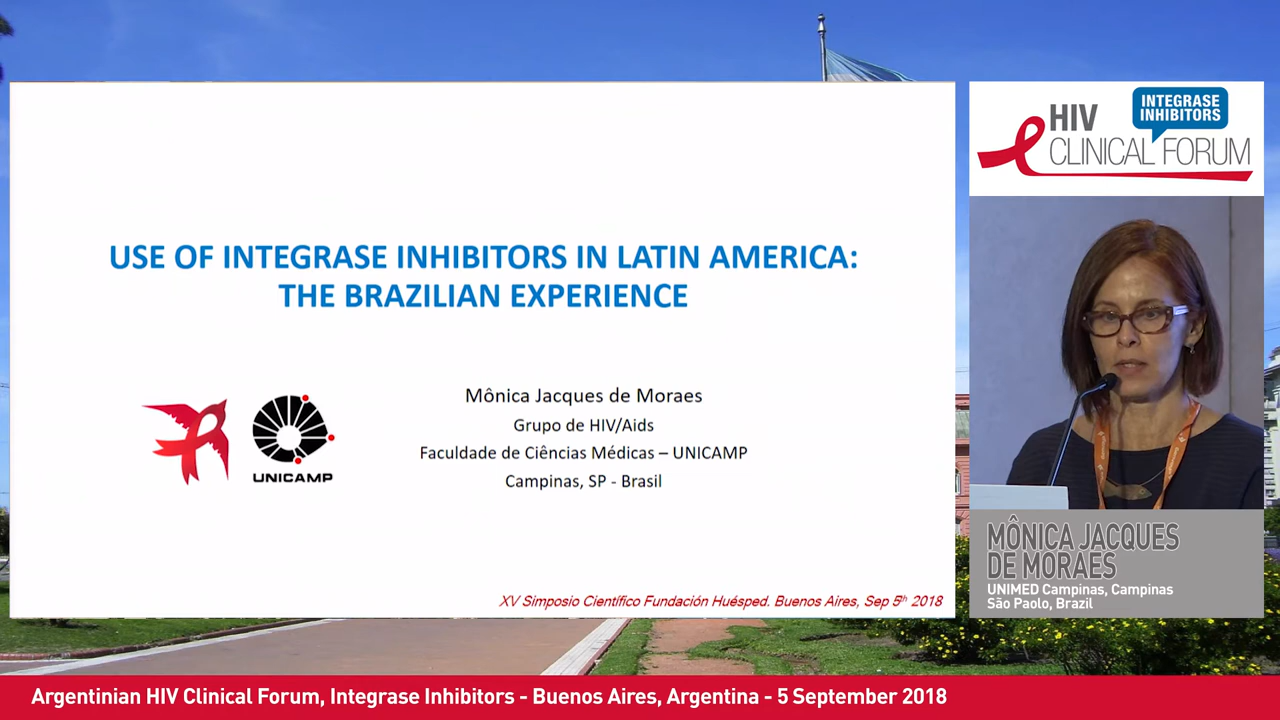 USE OF INTEGRASE INHIBITORS IN LATIN AMERICA:
THE BRAZILIAN EXPERIENCE
UNICAMP
Mônica Jacques de Moraes
Grupo de HIV/Aids
Faculdade de Ciências Médicas – UNICAMP
Campinas, SP - Brasil
XV Simposio Científico Fundación Huésped. Buenos Aires, Sep 5th 2018
HIV
INTEGRASE
INHIBITORS
CLINICAL FORUM
MÔNICA JACQUES
DE MORAES
UNIMED Campinas, Campinas
São Paolo, Brazil
Argentinian HIV Clinical Forum, Integrase Inhibitors - Buenos Aires, Argentina - 5 September 2018